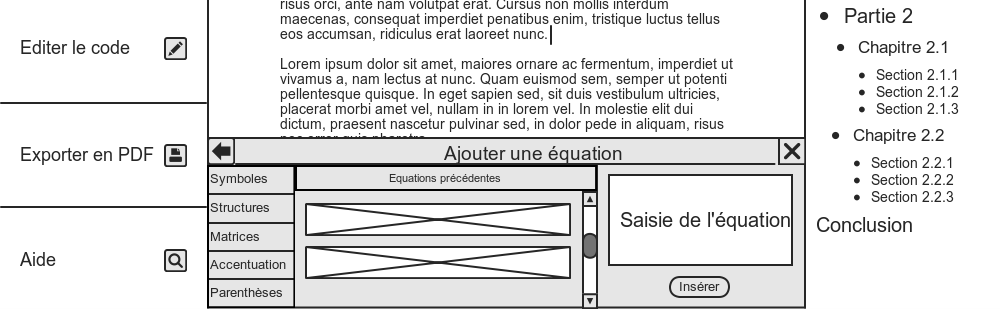 Editer le code
Exporter en PDF
Aide
risus orci, ante nam volutpat erat. Cursus non mollis interdum
maecenas, consequat imperdiet penatibus enim, tristique luctus tellus
eos accumsan, ridiculus erat laoreet nunc.
Lorem ipsum dolor sit amet, maiores ornare ac fermentum, imperdiet ut
vivamus a, nam lectus at nunc. Quam euismod sem, semper ut potenti
pellentesque quisque. In eget sapien sed, sit duis vestibulum ultricies,
placerat morbi amet vel, nullam in in lorem vel. In molestie elit dui
dictum, praesent nascetur pulvinar sed, in dolor pede in aliquam, risus
Ajouter une équation
Symboles
Structures
Matrices
Accentuation
Parenthèses
Equations précédentes
Saisie de l'équation
Insérer
Partie 2
Chapitre 2.1
Section 2.1.1
Section 2.1.2
Section 2.1.3
Chapitre 2.2
Section 2.2.1
Section 2.2.2
Section 2.2.3
Conclusion